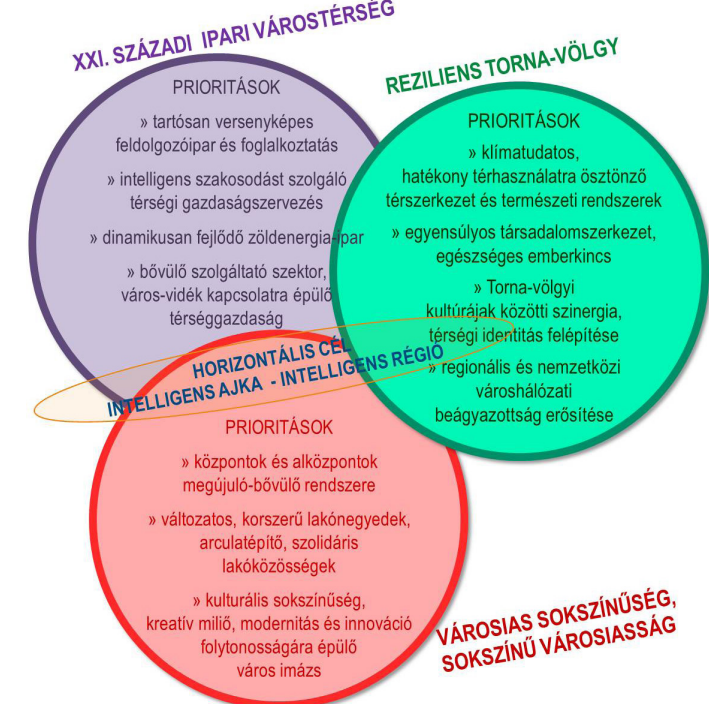 XXI. SZÁZADI IPARI VÁROSTÉRSÉG
PRIORITÁSOK
» tartósan versenyképes
feldolgozóipar és foglalkoztatás
» intelligens szakosodást szolgáló
térségi gazdaságszervezés
» dinamikusan fejlődő zöldenergia-ipar
» bővülő szolgáltató szektor,
város-vidék kapcsolatra épülő
térséggazdaság
REZILIENS TORNA-VÖLGY
PRIORITÁSOK
» klímatudatos,
hatékony térhasználatra ösztönző
térszerkezet és természeti rendszerek
» egyensúlyos társadalomszerkezet,
egészséges emberkincs
» Torna-völgyi
kultúrájak közötti szinergia,
térségi identitás felépítése
» regionális és nemzetközi
városhálózati
beágyazottság erősítése
HORIZONTÁLIS CÉL
INTELLIGENS AJKA - INTELLIGENS RÉGIÓ
PRIORITÁSOK
» központok és alközpontok
megújuló-bővülő rendszere
» változatos, korszerű lakónegyedek,
arculatépítő, szolidáris
lakóközösségek
» kulturális sokszínűség,
kreatív miliő, modernitás és innováció
folytonosságára épülő
város imázs
VÁROSIAS SOKSZÍNŰSÉG,
SOKSZÍNŰ VÁROSIASSÁG